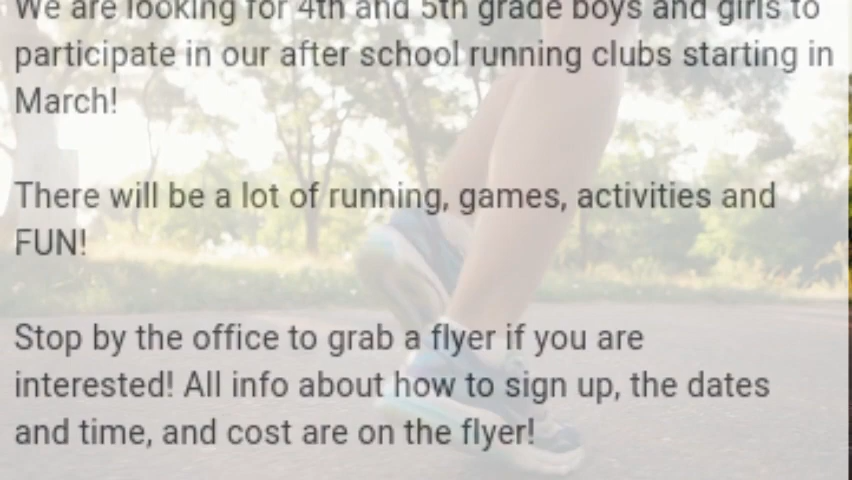 We are looking for 4th and 5th grade boys and girls to
participate in our after school running clubs starting in
March!
There will be a lot of running, games, activities and
FUN!
Stop by the office to grab a flyer if you are
interested! All info about how to sign up, the dates
and time, and cost are on the flyer!